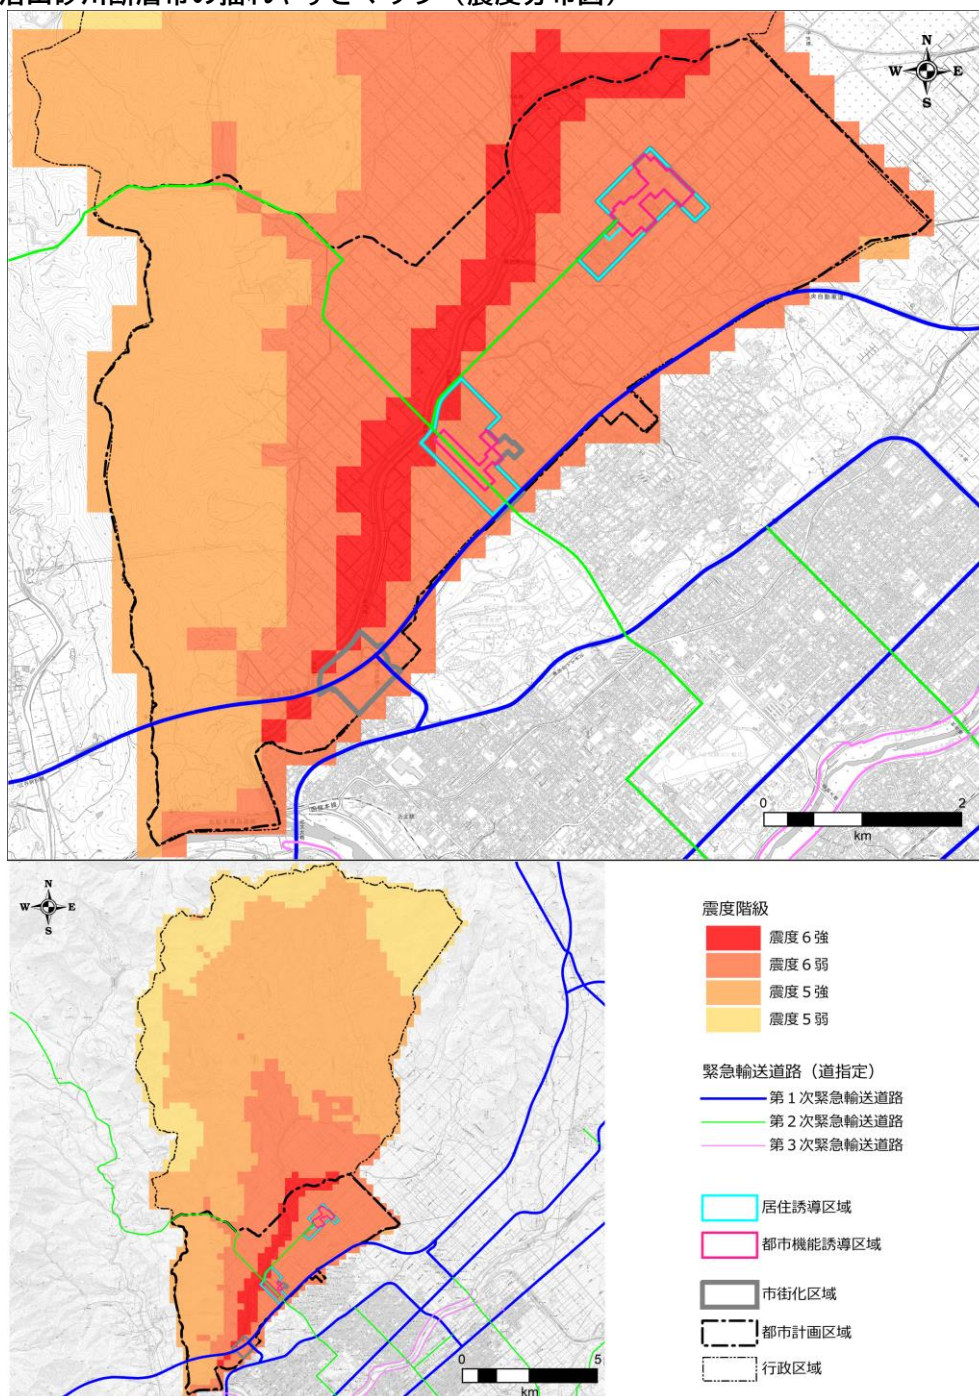 N
W E
S
0 2
km
N
W E
S
0 5
km
震度階級
震度６強
震度６弱
震度５強
震度５弱
緊急輸送道路（道指定）
第１次緊急輸送道路
第２次緊急輸送道路
第３次緊急輸送道路
居住誘導区域
都市機能誘導区域
市街化区域
都市計画区域
行政区域